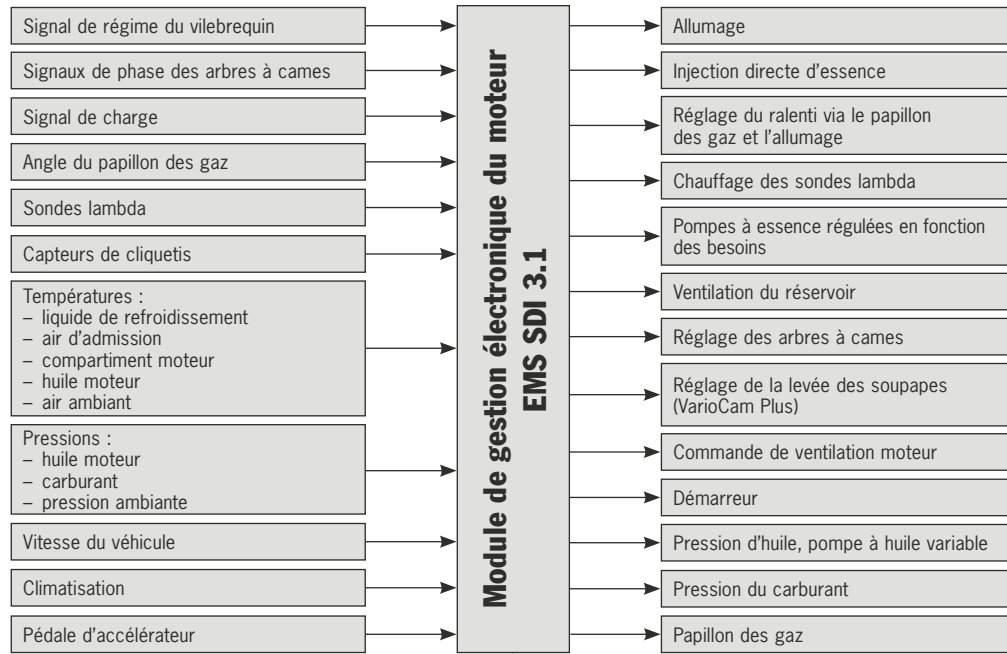 Signal de régime du vilebrequin
Signaux de phase des arbres à cames
Signal de charge
Angle du papillon des gaz
Sondes lambda
Capteurs de cliquetis
Températures :
– liquide de refroidissement
– air d'admission
– compartiment moteur
– huile moteur
– air ambiant
Pressions :
– huile moteur
– carburant
– pression ambiante
Vitesse du véhicule
Climatisation
Pédale d'accélérateur
Module de gestion électronique du moteur
EMS SDI 3.1
Allumage
Injection directe d'essence
Réglage du ralenti via le papillon
des gaz et l'allumage
Chauffage des sondes lambda
Pompes à essence régulées en fonction
des besoins
Ventilation du réservoir
Réglage des arbres à cames
Réglage de la levée des soupapes
(VarioCam Plus)
Commande de ventilation moteur
Démarreur
Pression d'huile, pompe à huile variable
Pression du carburant
Papillon des gaz